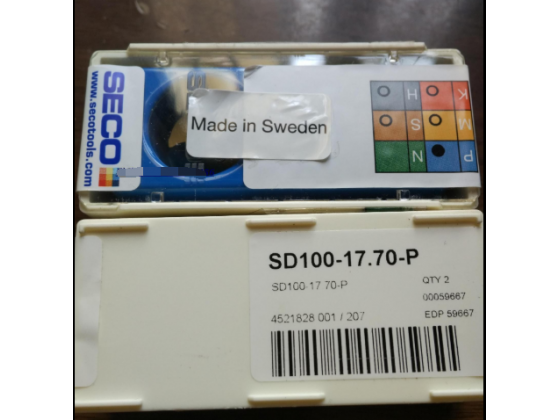 SECO
www.secotools.com
Made in Sweden
H K
S M
N P
SD100-17.70-P
SD100-17 70-P
QTY 2
00059667
4521828 001 / 207
EDP 59667